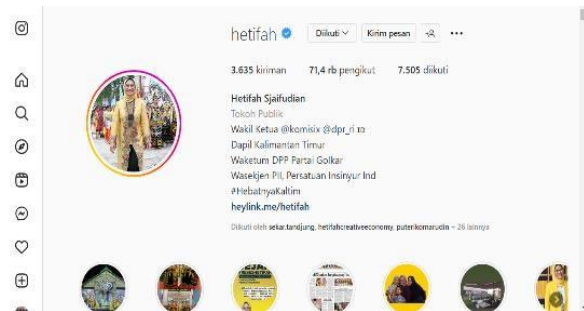 hetifah
Diikuti
Kirim pesan
3.635 kiriman 71,4 rb pengikut 7.505 diikuti
Hetifah Sjaifudian
Tokoh Publik
Wakil Ketua @komisix @dpr_ri
Dapil Kalimantan Timur
Waketum DPP Partai Golkar
Wasekjen PII, Persatuan Insinyur Ind
#HebatnyaKaltim
heylink.me/hetifah
Diikuti oleh sekar.tandjung, hetifahcreativeeconomy, puterikomarudin + 26 lainnya